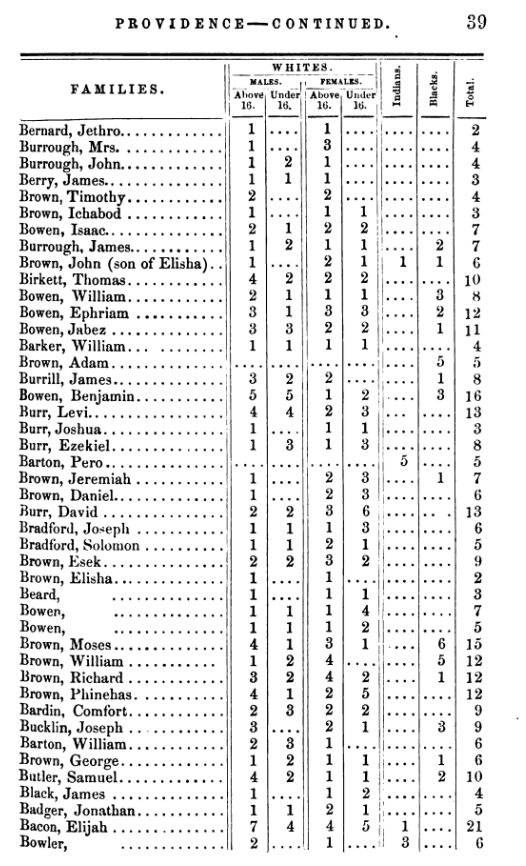 PROVIDENCE—CONTINUED. 39
FAMILIES. WHITES. Indians. Blacks. Total.
MALES. FEMALES.
Above 16. Under 16. Above 16. Under 16.
Bernard, Jethro............. 1 .... 1 .... .... .... 2
Burrough, Mrs. ............ 1 .... 3 .... .... .... 4
Burrough, John............. 1 2 1 .... .... .... 4
Berry, James............... 1 1 1 .... .... .... 3
Brown, Timothy............ 2 .... 2 .... .... .... 4
Brown, Ichabod ............ 1 .... 1 1 .... .... 3
Bowen, Isaac............... 2 1 2 2 .... .... 7
Burrough, James............ 1 2 1 1 .... 2 7
Brown, John (son of Elisha).. 1 .... 2 1 1 1 6
Birkett, Thomas............ 4 2 2 2 .... .... 10
Bowen, William............ 2 1 1 1 .... 3 8
Bowen, Ephriam ........... 3 1 3 3 .... 2 12
Bowen, Jabez .............. 3 3 2 2 .... 1 11
Barker, William... ......... 1 1 1 1 .... .... 4
Brown, Adam.............. .... .... .... .... .... 5 5
Burrill, James.............. 3 2 2 .... .... 1 8
Bowen, Benjamin........... 5 5 1 2 .... 3 16
Burr, Levi................. 4 4 2 3 ... .... 13
Burr, Joshua............... 1 .... 1 1 .... .... 3
Burr, Ezekiel.............. 1 3 1 3 .... .... 8
Barton, Pero............... .... .... .... .... 5 .... 5
Brown, Jeremiah ........... 1 .... 2 3 .... 1 7
Brown, Daniel.............. 1 .... 2 3 .... .... 6
Burr, David ............... 2 2 3 6 .... .. . 13
Bradford, Joseph ........... 1 1 1 3 .... .... 6
Bradford, Solomon .......... 1 1 2 1 .... .... 5
Brown, Esek............... 2 2 3 2 .... .... 9
Brown, Elisha.............. 1 .... 1 .... .... .... 2
Beard, .............. 1 .... 1 1 .... .... 3
Bowen, .............. 1 1 1 4 .... .... 7
Bowen, .............. 1 1 1 2 .... .... 5
Brown, Moses.............. 4 1 3 1 .... 6 15
Brown, William ........... 1 2 4 .... .... 5 12
Brown, Richard ............ 3 2 4 2 .... 1 12
Brown, Phinehas. .......... 4 1 2 5 .... .... 12
Bardin, Comfort............ 2 3 2 2 .... .... 9
Bucklin, Joseph .. ......... 3 .... 2 1 .... 3 9
Barton, William............ 2 3 1 .... .... .... 6
Brown, George............. 1 2 1 1 .... 1 6
Butler, Samuel............. 4 2 1 1 .... 2 10
Black, James .............. 1 .... 1 2 .... .... 4
Badger, Jonathan........... 1 1 2 1 .... .... 5
Bacon, Elijah .............. 7 4 4 5 1 .... 21
Bowler, ............. 2 .... 1 .... 3 .... 6